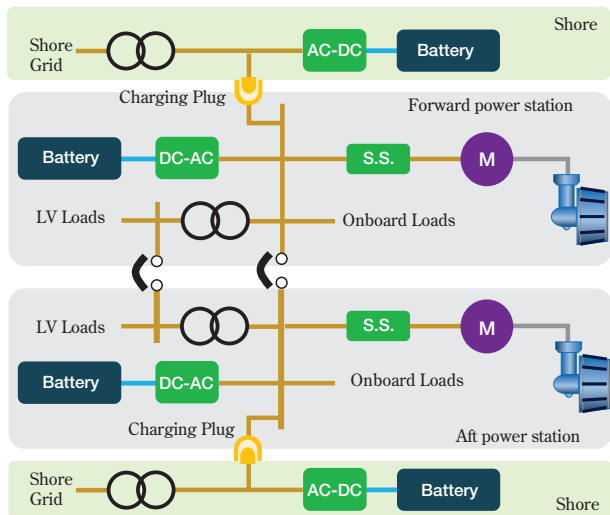 Shore
Shore
Grid
AC-DC
Battery
Charging Plug
Forward power station
Battery
DC-AC
S.S.
M
LV Loads
Onboard Loads
LV Loads
S.S.
M
Battery
DC-AC
Onboard Loads
Charging Plug
Aft power station
Shore
Grid
AC-DC
Battery
Shore